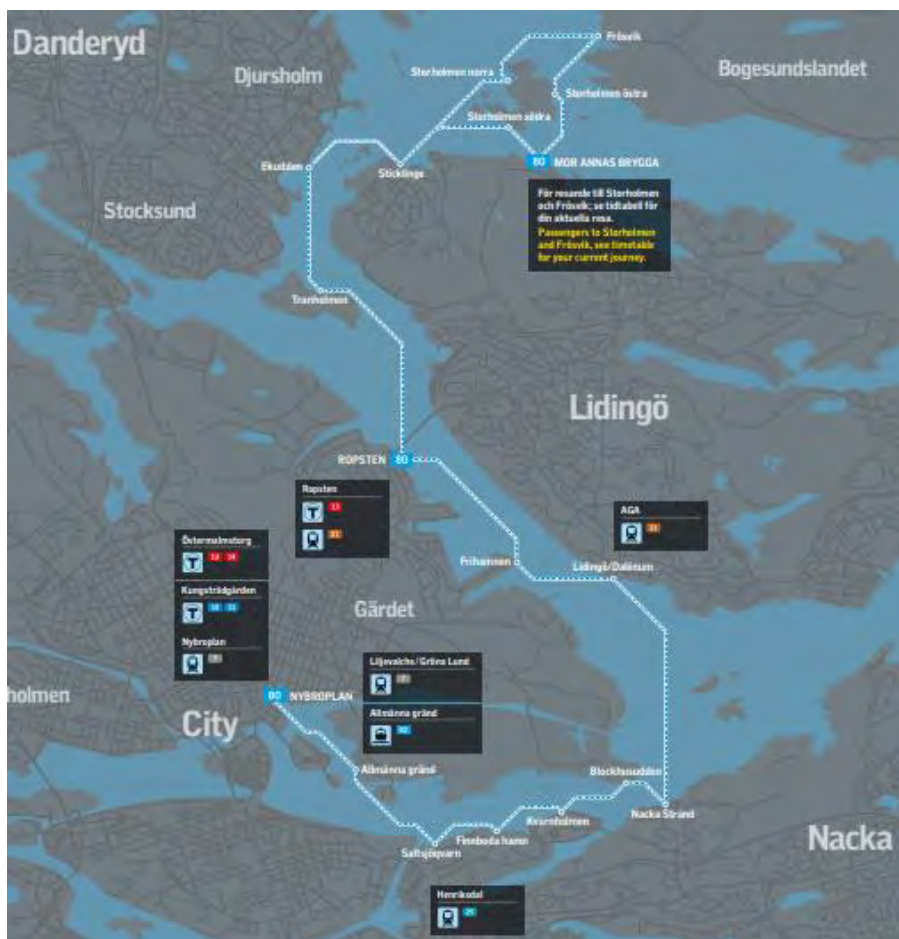 Danderyd
Djursholm
Frösvik
Storholmen norra
Bogesundslandet
Storholmen östra
Storholmen södra
Ekudden
Sticklinge
80 MOR ANNAS BRYGGA
För resande till Storholmen
och Frösvik, se tidtabell för
din aktuella resa.
Passengers to Storholmen
and Frösvik, see timetable
for your current journey.
Stocksund
Tranholmen
Lidingö
ROPSTEN 80
Ropsten
T 13
21
AGA
21
Östermalmstorg
T 13 14
Frihamnen
Lidingö/Dalénum
Kungsträdgården
T 10 11
Gärdet
Nybroplan
7
Liljevalchs/Gröna Lund
7
holmen
80 NYBROPLAN
Allmänna gränd
82
City
Allmänna gränd
Blockhusudden
Kvarnholmen
Nacka Strand
Finnboda hamn
Saltsjöqvarn
Nacka
Henriksdal
25